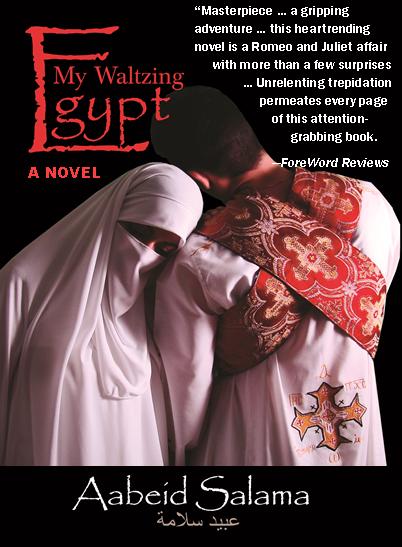 “Masterpiece ... a gripping
adventure ... this heartrending
novel is a Romeo and Juliet affair
with more than a few surprises
... Unrelenting trepidation
permeates every page
of this attention-
grabbing book.
–ForeWord Reviews
My Waltzing
Egypt
A NOVEL
Aabeid Salama
عبيد سلامة